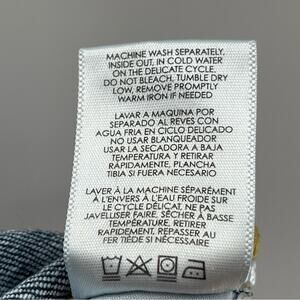 MACHINE WASH SEPARATELY,
INSIDE OUT, IN COLD WATER
ON THE DELICATE CYCLE.
DO NOT BLEACH, TUMBLE DRY
LOW, REMOVE PROMPTLY
WARM IRON IF NEEDED
LAVAR A MAQUINA POR
SEPARADO AL REVES CON
AGUA FRIA EN CICLO DELICADO
NO USAR BLANQUEADOR
USAR LA SECADORA A BAJA
TEMPERATURA Y RETIRAR
RÁPIDAMENTE, PLANCHA
TIBIA SI FUERA NECESARIO
LAVER À LA MACHINE SÉPARÉMENT
À L'ENVERS À L'EAU FROIDE SUR
LE CYCLE DÉLICAT, NE PAS
JAVELLISER FAIRE, SÉCHER À BASSE
TEMPÉRATURE, RETIRER
RAPIDEMENT, REPASSER AU
FER TIÈDE SI NÉCESSAIRE